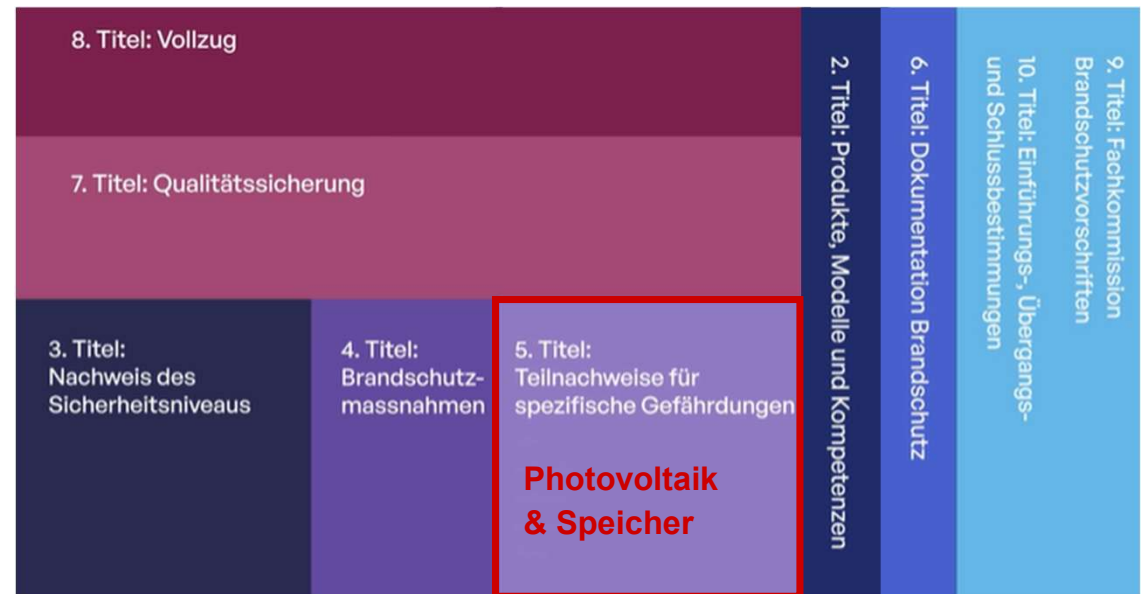 8. Titel: Vollzug
7. Titel: Qualitätssicherung
3. Titel:
Nachweis des
Sicherheitsniveaus
4. Titel:
Brandschutz-
massnahmen
5. Titel:
Teilnachweise für
spezifische Gefährdungen
Photovoltaik
& Speicher
2. Titel: Produkte, Modelle und Kompetenzen
6. Titel: Dokumentation Brandschutz
9. Titel: Fachkommission
Brandschutzvorschriften
10. Titel: Einführungs-, Übergangs-
und Schlussbestimmungen